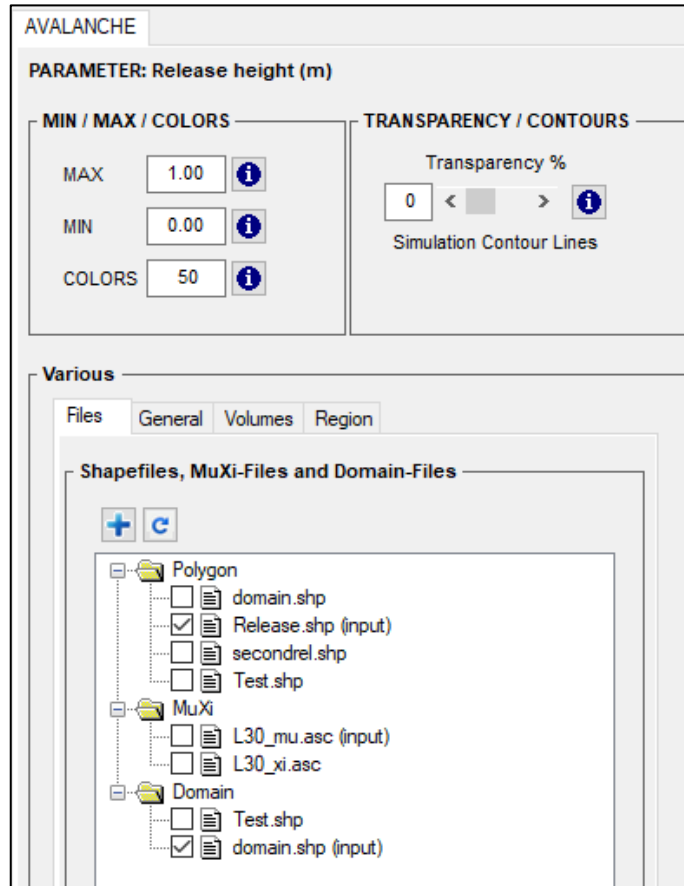 AVALANCHE
PARAMETER: Release height (m)
MIN / MAX / COLORS
MAX 1.00
MIN 0.00
COLORS 50
TRANSPARENCY / CONTOURS
Transparency %
0 < >
Simulation Contour Lines
Various
Files General Volumes Region
Shapefiles, MuXi-Files and Domain-Files
Polygon
domain.shp
Release.shp (input)
secondrel.shp
Test.shp
MuXi
L30_mu.asc (input)
L30_xi.asc
Domain
Test.shp
domain.shp (input)